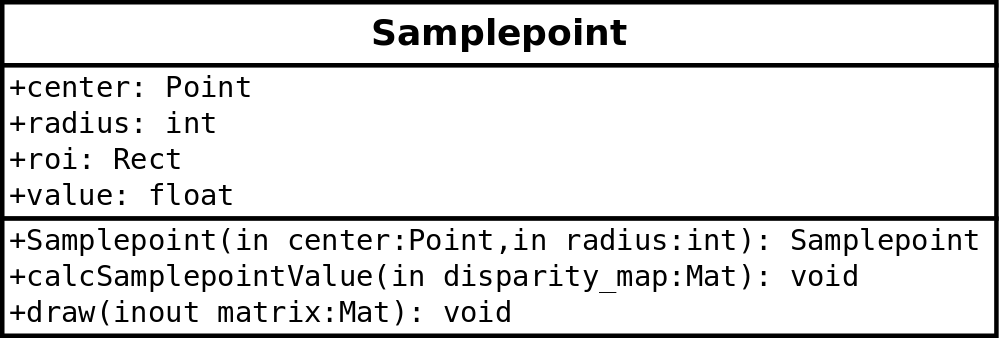 Samplepoint
+center: Point
+radius: int
+roi: Rect
+value: float
+Samplepoint(in center:Point,in radius:int): Samplepoint
+calcSamplepointValue(in disparity_map:Mat): void
+draw(inout matrix:Mat): void